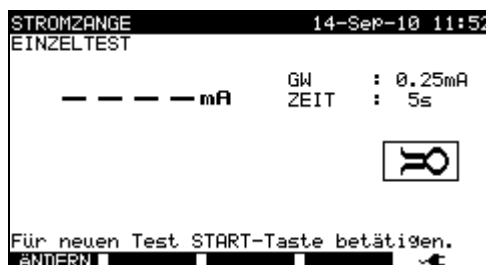 STROMZANGE 14-Sep-10 11:52
EINZELTEST
GW : 0.25mA
– – – – mA ZEIT : 5s
Für neuen Test START-Taste betätigen.
ÄNDERN